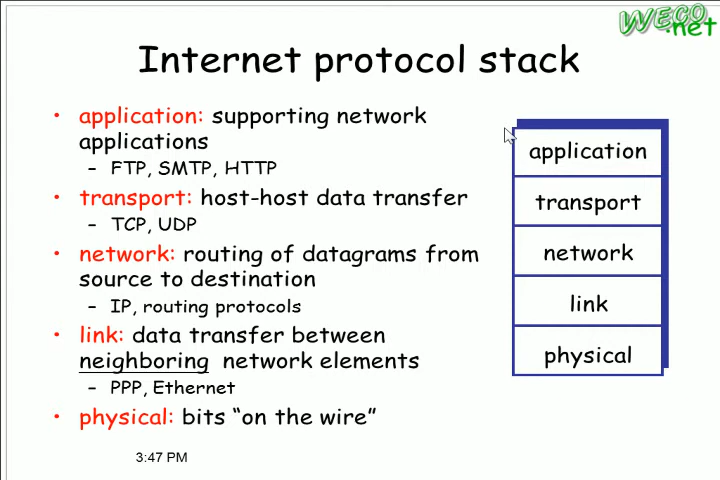 WECO
.net
Internet protocol stack
• application: supporting network
applications
– FTP, SMTP, HTTP
• transport: host-host data transfer
– TCP, UDP
• network: routing of datagrams from
source to destination
– IP, routing protocols
• link: data transfer between
neighboring network elements
– PPP, Ethernet
• physical: bits “on the wire”
application
transport
network
link
physical
3:47 PM